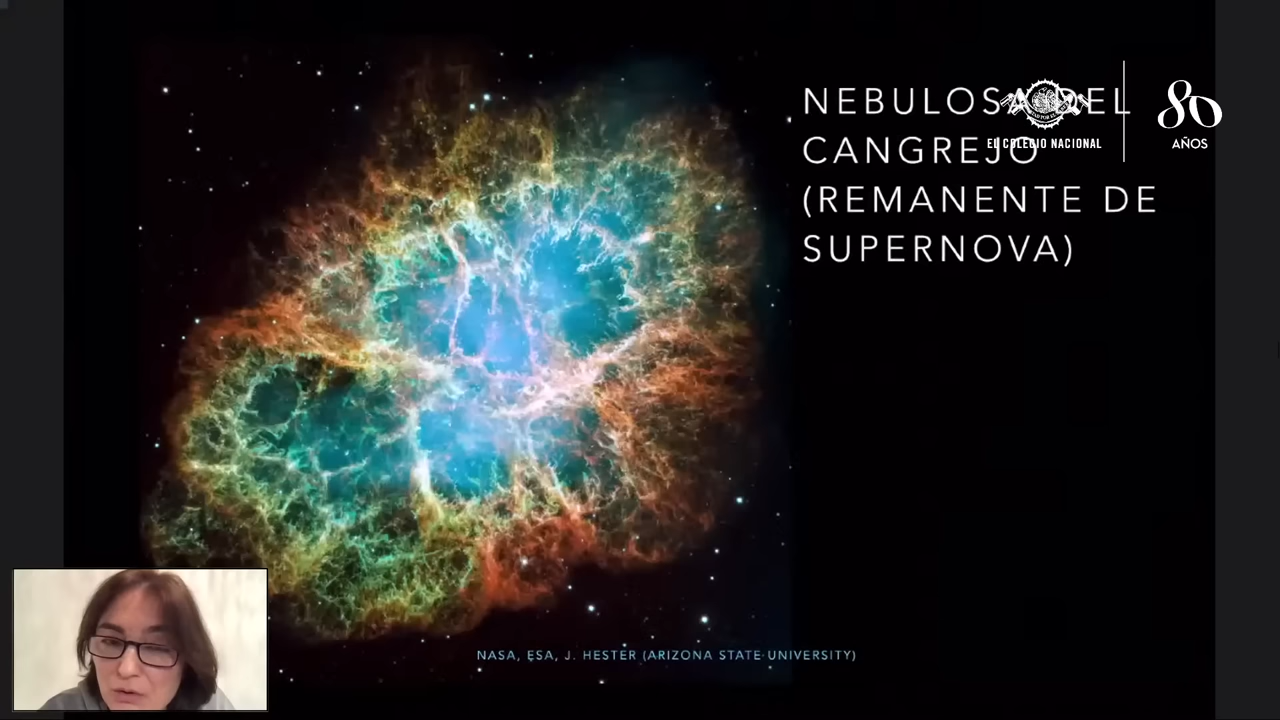 NEBULOSA DEL
CANGREJO
(REMANENTE DE
SUPERNOVA)
EL COLEGIO NACIONAL
80
AÑOS
NASA, ESA, J. HESTER (ARIZONA STATE UNIVERSITY)